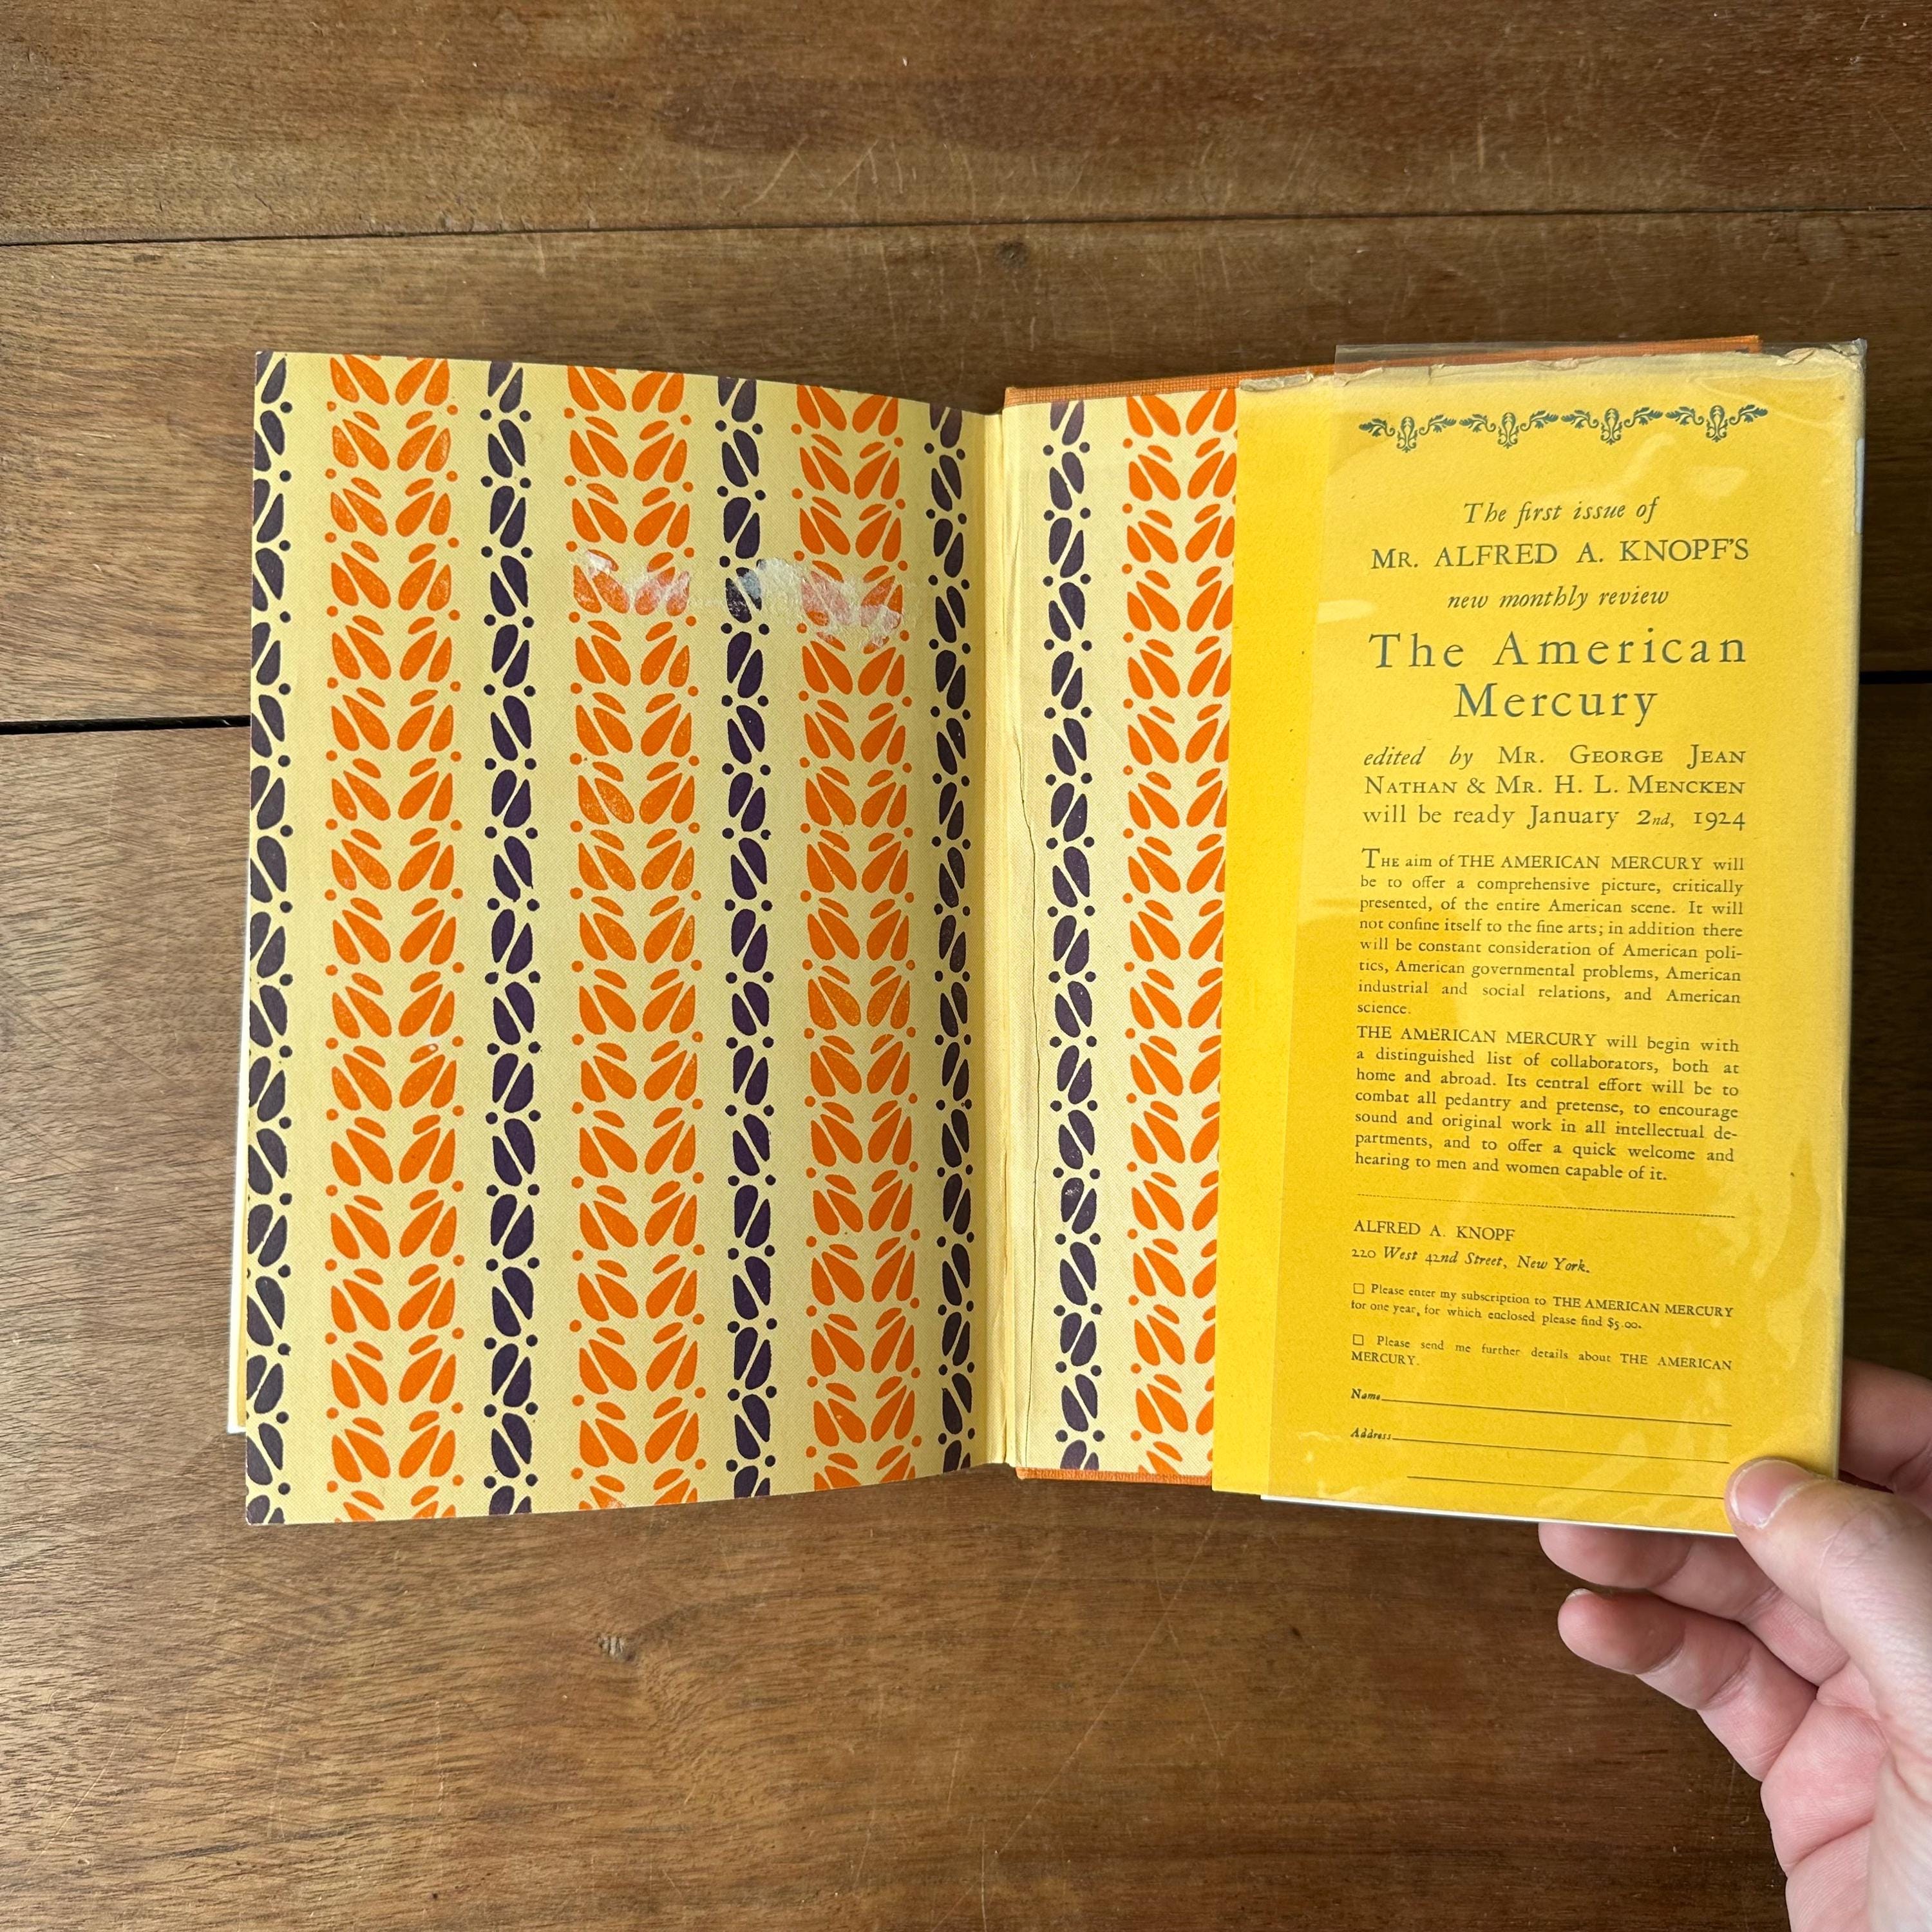 The first issue of
MR. ALFRED A. KNOPF'S
new monthly review
The American
Mercury
edited by MR. GEORGE JEAN
NATHAN & MR. H. L. MENCKEN
will be ready January 2nd, 1924
THE aim of THE AMERICAN MERCURY will
be to offer a comprehensive picture, critically
presented, of the entire American scene. It will
not confine itself to the fine arts; in addition there
will be constant consideration of American poli-
tics, American governmental problems, American
industrial and social relations, and American
science.
THE AMERICAN MERCURY will begin with
a distinguished list of collaborators, both at
home and abroad. Its central effort will be to
combat all pedantry and pretense, to encourage
sound and original work in all intellectual de-
partments, and to offer a quick welcome and
hearing to men and women capable of it.
ALFRED A. KNOPF
220 West 42nd Street, New York.
☐ Please enter my subscription to THE AMERICAN MERCURY
for one year, for which enclosed please find $5.00.
☐ Please send me further details about THE AMERICAN
MERCURY.
Name
Address